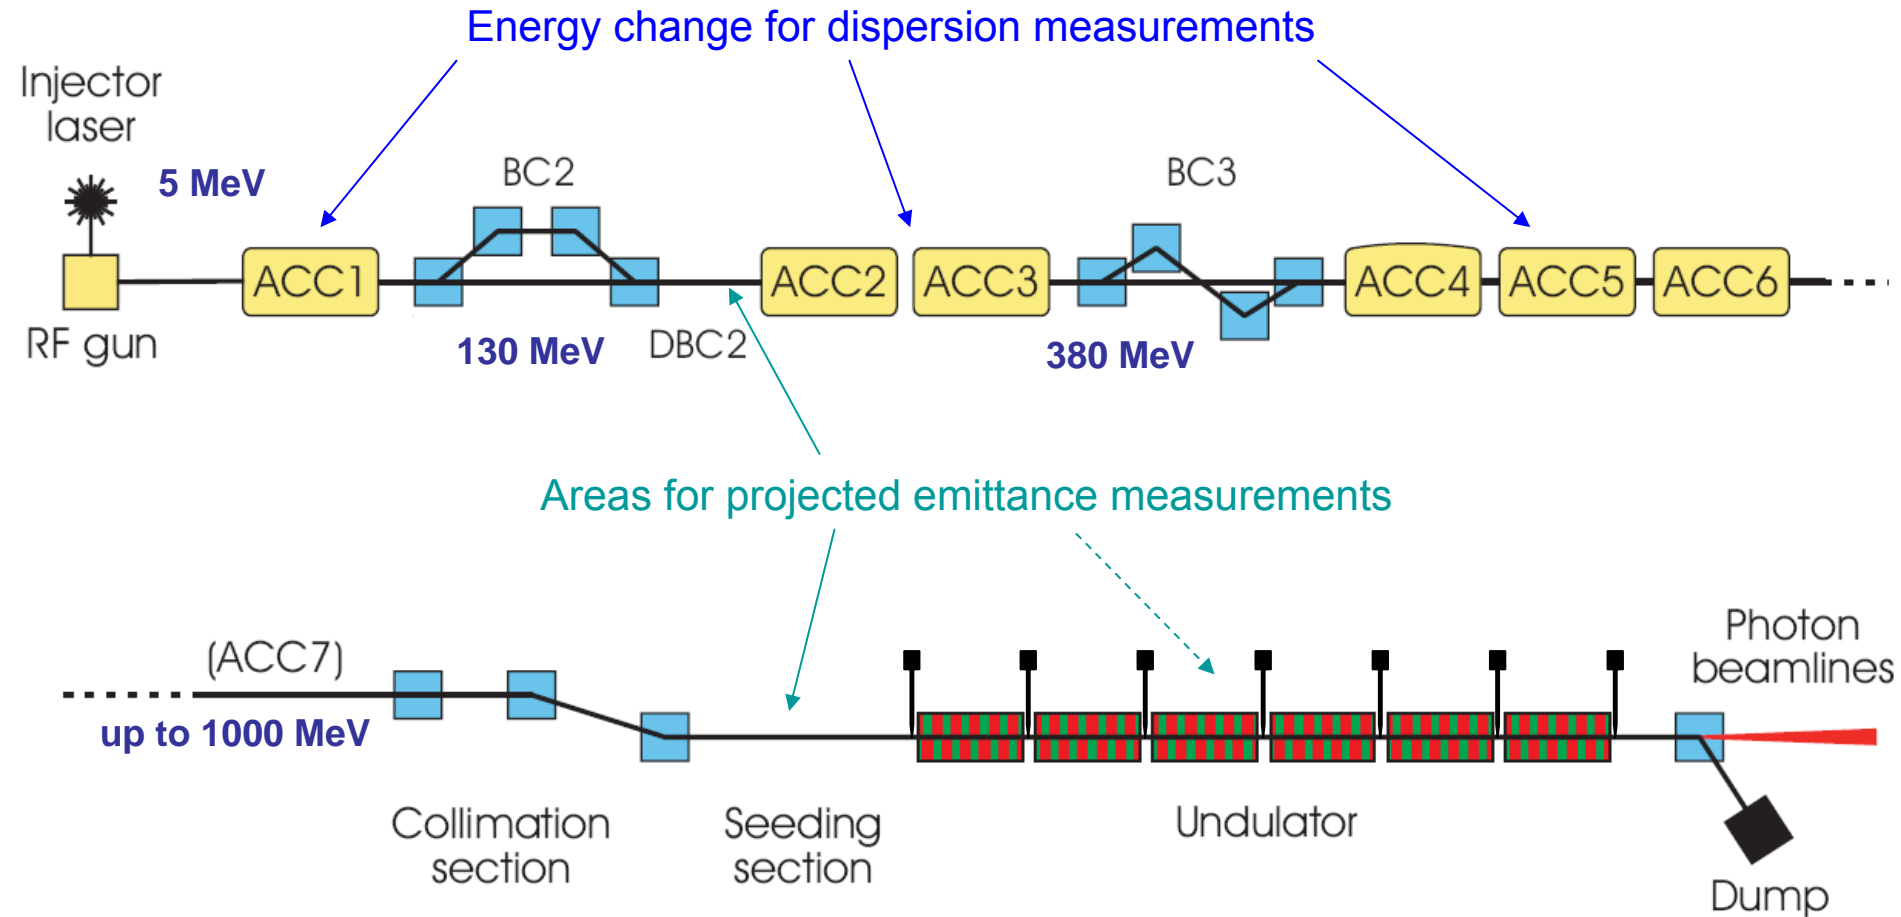 Energy change for dispersion measurements
Injector
laser
5 MeV
BC2
BC3
ACC1
ACC2
ACC3
ACC4
ACC5
ACC6
RF gun
130 MeV
DBC2
380 MeV
Areas for projected emittance measurements
(ACC7)
up to 1000 MeV
Photon
beamlines
Collimation
section
Seeding
section
Undulator
Dump